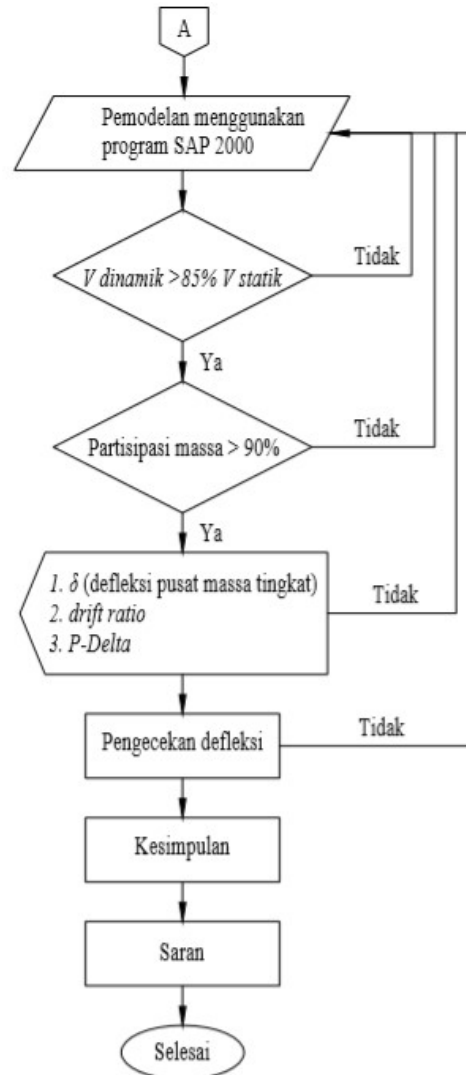 A
Pemodelan menggunakan
program SAP 2000
Tidak
V dinamik >85% V statik
Ya
Tidak
Partisipasi massa > 90%
Ya
1. δ (defleksi pusat massa tingkat)
2. drift ratio
3. P-Delta
Tidak
Pengecekan defleksi
Tidak
Kesimpulan
Saran
Selesai